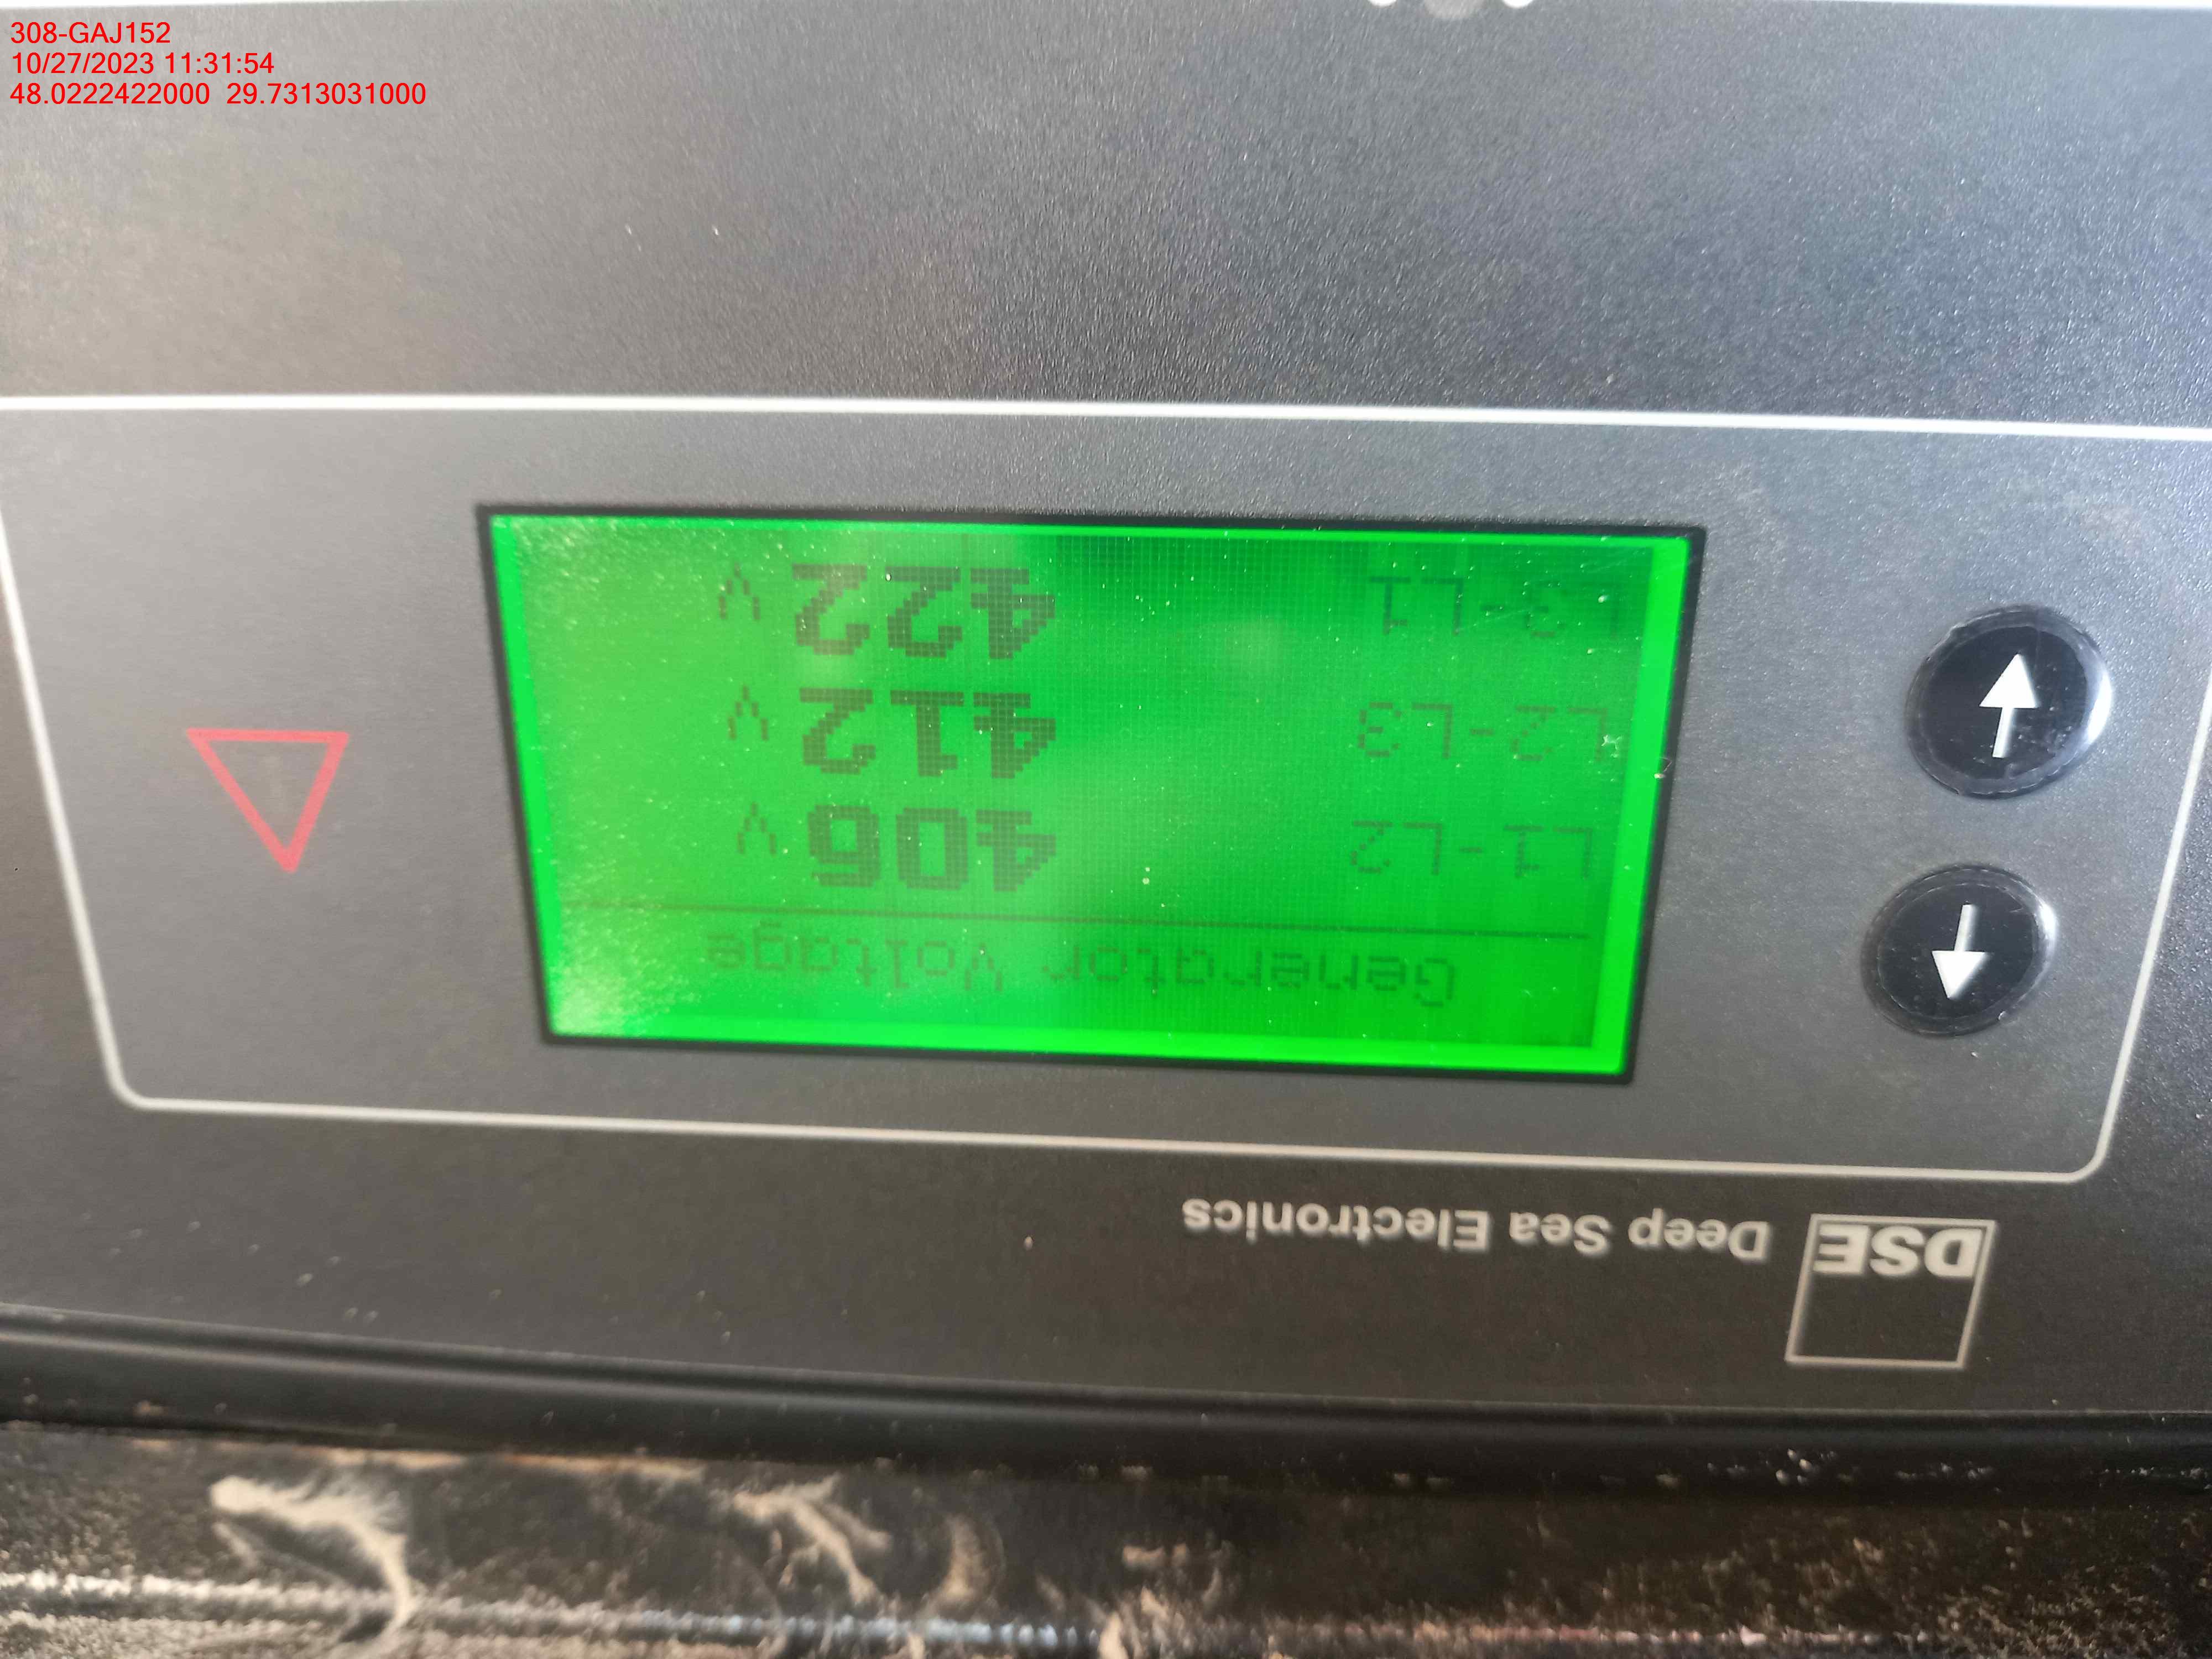 308-GAJ152
10/27/2023 11:31:54
48.0222422000 29.7313031000
DSE Deep Sea Electronics
Generator Voltage
L1-L2 406 V
L2-L3 412 V
L3-L1 422 V